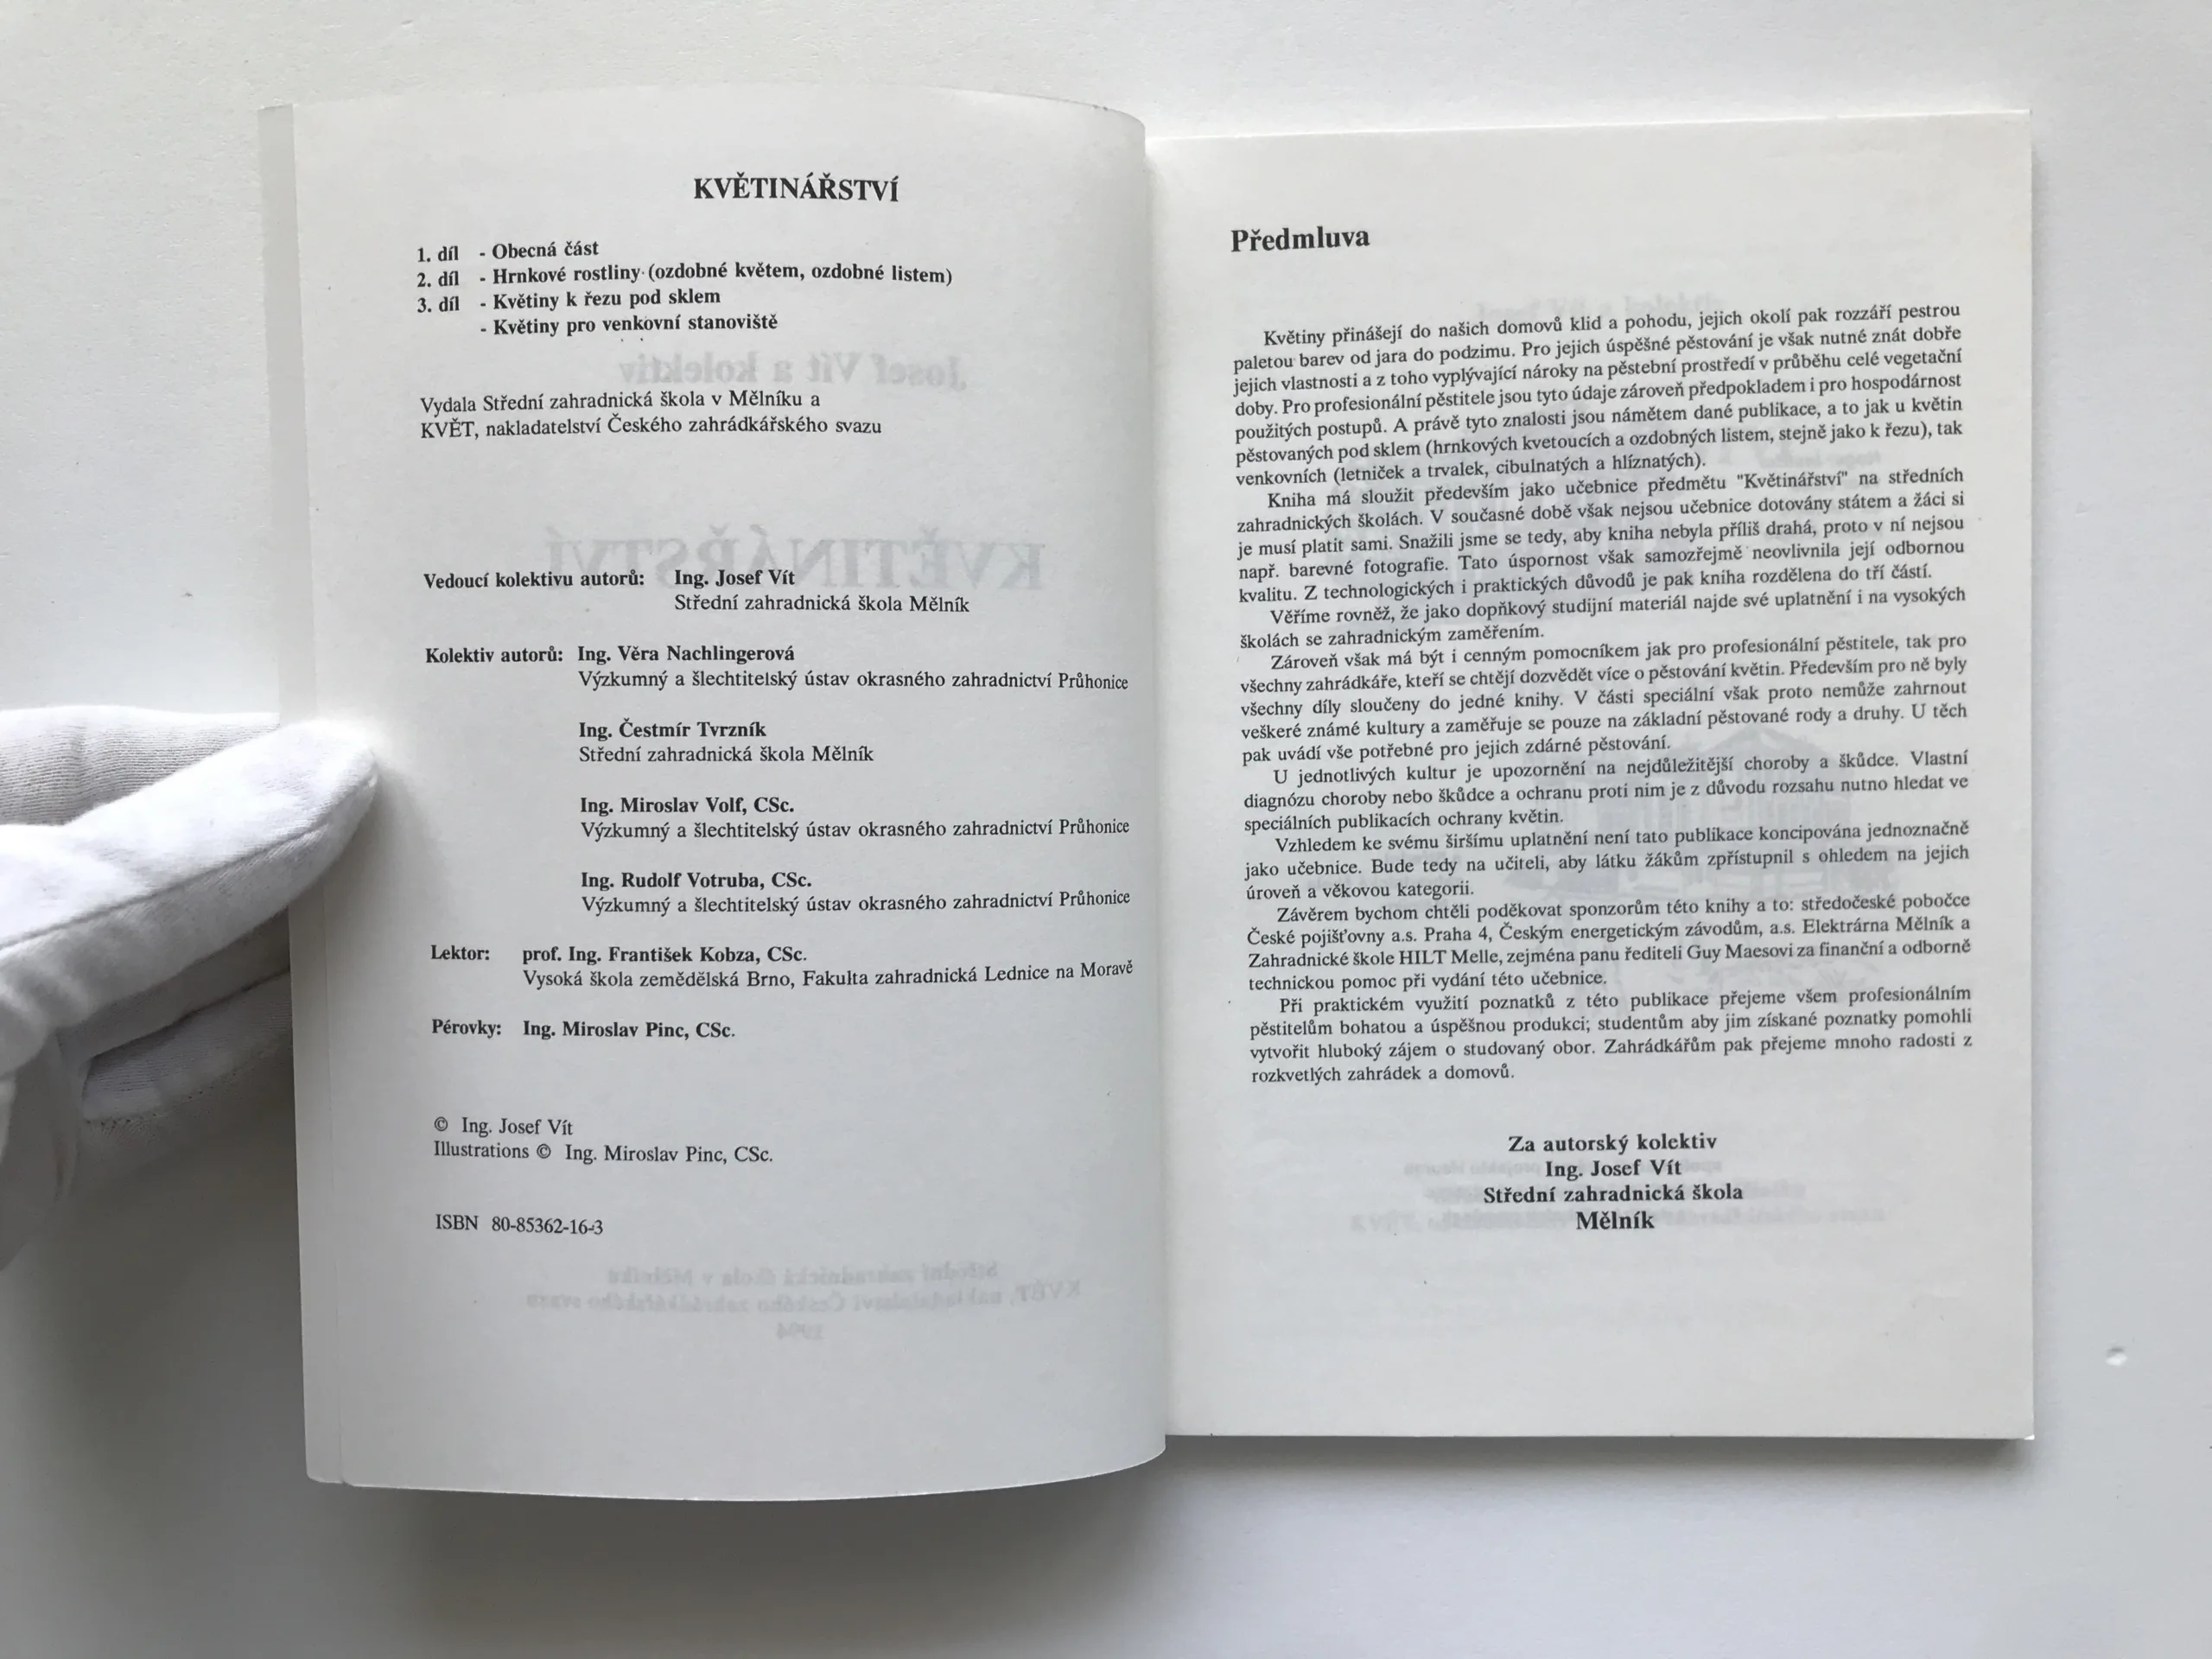 KVĚTINÁŘSTVÍ
1. díl - Obecná část
2. díl - Hrnkové rostliny (ozdobné květem, ozdobné listem)
3. díl - Květiny k řezu pod sklem
- Květiny pro venkovní stanoviště
Vydala Střední zahradnická škola v Mělníku a
KVĚT, nakladatelství Českého zahrádkářského svazu
Vedoucí kolektivu autorů: Ing. Josef Vít
Střední zahradnická škola Mělník
Kolektiv autorů: Ing. Věra Nachlingerová
Výzkumný a šlechtitelský ústav okrasného zahradnictví Průhonice
Ing. Čestmír Tvrzník
Střední zahradnická škola Mělník
Ing. Miroslav Volf, CSc.
Výzkumný a šlechtitelský ústav okrasného zahradnictví Průhonice
Ing. Rudolf Votruba, CSc.
Výzkumný a šlechtitelský ústav okrasného zahradnictví Průhonice
Lektor: prof. Ing. František Kobza, CSc.
Vysoká škola zemědělská Brno, Fakulta zahradnická Lednice na Moravě
Pérovky: Ing. Miroslav Pinc, CSc.
© Ing. Josef Vít
Illustrations © Ing. Miroslav Pinc, CSc.
ISBN 80-85362-16-3
Předmluva
Květiny přinášejí do našich domovů klid a pohodu, jejich okolí pak rozzáří pestrou
paletou barev od jara do podzimu. Pro jejich úspěšné pěstování je však nutné znát dobře
jejich vlastnosti a z toho vyplývající nároky na pěstební prostředí v průběhu celé vegetační
doby. Pro profesionální pěstitele jsou tyto údaje zároveň předpokladem i pro hospodárnost
použitých postupů. A právě tyto znalosti jsou námětem dané publikace, a to jak u květin
pěstovaných pod sklem (hrnkových kvetoucích a ozdobných listem, stejně jako k řezu), tak
venkovních (letniček a trvalek, cibulnatých a hlíznatých).
Kniha má sloužit především jako učebnice předmětu "Květinářství" na středních
zahradnických školách. V současné době však nejsou učebnice dotovány státem a žáci si
je musí platit sami. Snažili jsme se tedy, aby kniha nebyla příliš drahá, proto v ní nejsou
např. barevné fotografie. Tato úspornost však samozřejmě neovlivnila její odbornou
kvalitu. Z technologických i praktických důvodů je pak kniha rozdělena do tří částí.
Věříme rovněž, že jako dopňkový studijní materiál najde své uplatnění i na vysokých
školách se zahradnickým zaměřením.
Zároveň však má být i cenným pomocníkem jak pro profesionální pěstitele, tak pro
všechny zahrádkáře, kteří se chtějí dozvědět více o pěstování květin. Především pro ně byly
všechny díly sloučeny do jedné knihy. V části speciální však proto nemůže zahrnout
veškeré známé kultury a zaměřuje se pouze na základní pěstované rody a druhy. U těch
pak uvádí vše potřebné pro jejich zdárné pěstování.
U jednotlivých kultur je upozornění na nejdůležitější choroby a škůdce. Vlastní
diagnózu choroby nebo škůdce a ochranu proti nim je z důvodu rozsahu nutno hledat ve
speciálních publikacích ochrany květin.
Vzhledem ke svému širšímu uplatnění není tato publikace koncipována jednoznačně
jako učebnice. Bude tedy na učiteli, aby látku žákům zpřístupnil s ohledem na jejich
úroveň a věkovou kategorii.
Závěrem bychom chtěli poděkovat sponzorům této knihy a to: středočeské pobočce
České pojišťovny a.s. Praha 4, Českým energetickým závodům, a.s. Elektrárna Mělník a
Zahradnické škole HILT Melle, zejména panu řediteli Guy Maesovi za finanční a odborně
technickou pomoc při vydání této učebnice.
Při praktickém využití poznatků z této publikace přejeme všem profesionálním
pěstitelům bohatou a úspěšnou produkci; studentům aby jim získané poznatky pomohli
vytvořit hluboký zájem o studovaný obor. Zahrádkářům pak přejeme mnoho radosti z
rozkvetlých zahrádek a domovů.
Za autorský kolektiv
Ing. Josef Vít
Střední zahradnická škola
Mělník